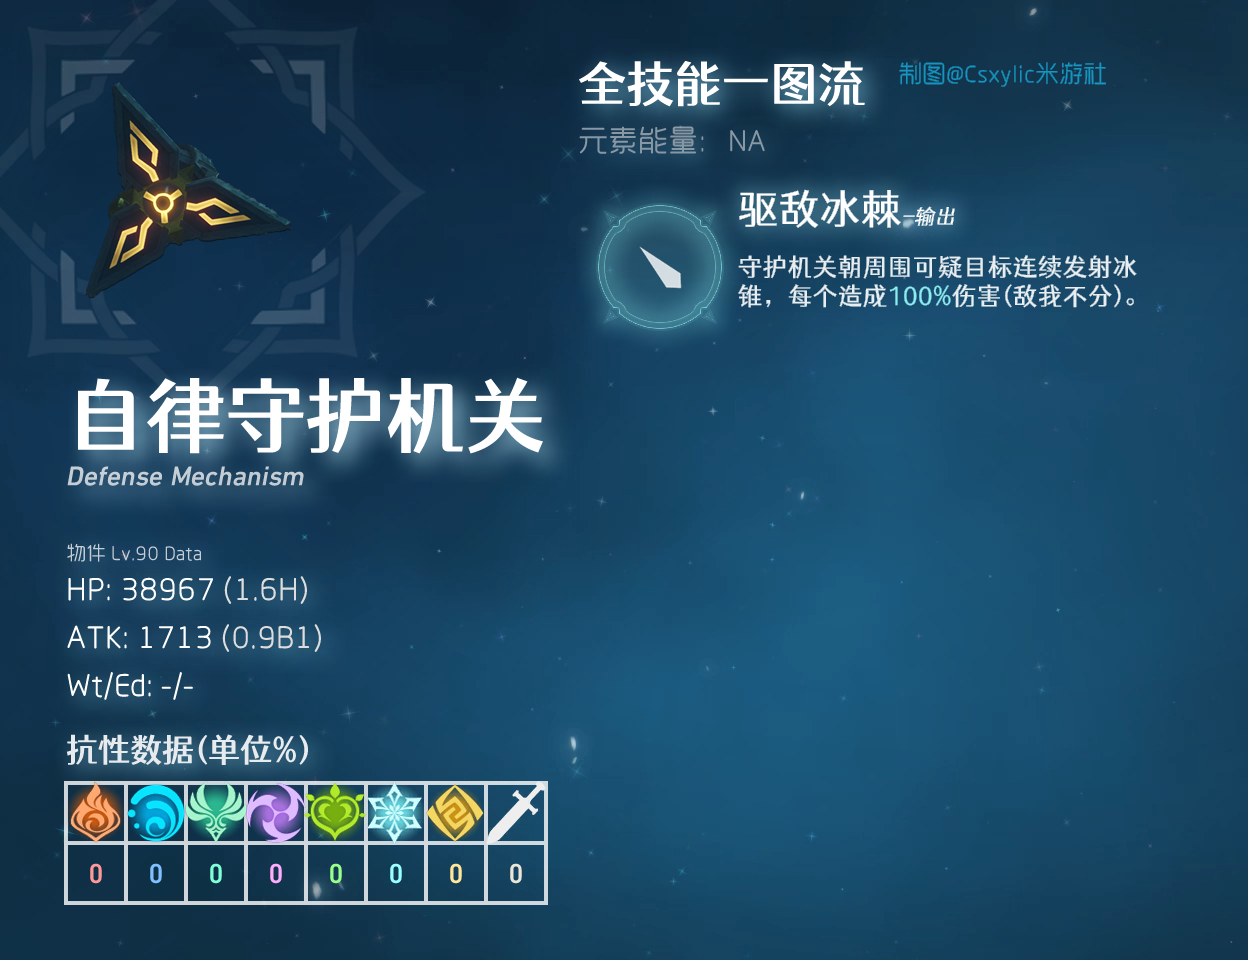 全技能一图流
制图@Csxylic米游社
元素能量: NA
驱敌冰棘-输出
守护机关朝周围可疑目标连续发射冰
锥，每个造成100%伤害(敌我不分)。
自律守护机关
Defense Mechanism
物件 Lv.90 Data
HP: 38967 (1.6H)
ATK: 1713 (0.9B1)
Wt/Ed: -/-
抗性数据(单位%)
0 0 0 0 0 0 0 0